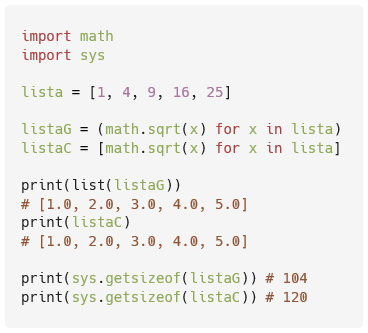 import math
import sys

lista = [1, 4, 9, 16, 25]

listaG = (math.sqrt(x) for x in lista)
listaC = [math.sqrt(x) for x in lista]

print(list(listaG))
# [1.0, 2.0, 3.0, 4.0, 5.0]
print(listaC)
# [1.0, 2.0, 3.0, 4.0, 5.0]

print(sys.getsizeof(listaG)) # 104
print(sys.getsizeof(listaC)) # 120